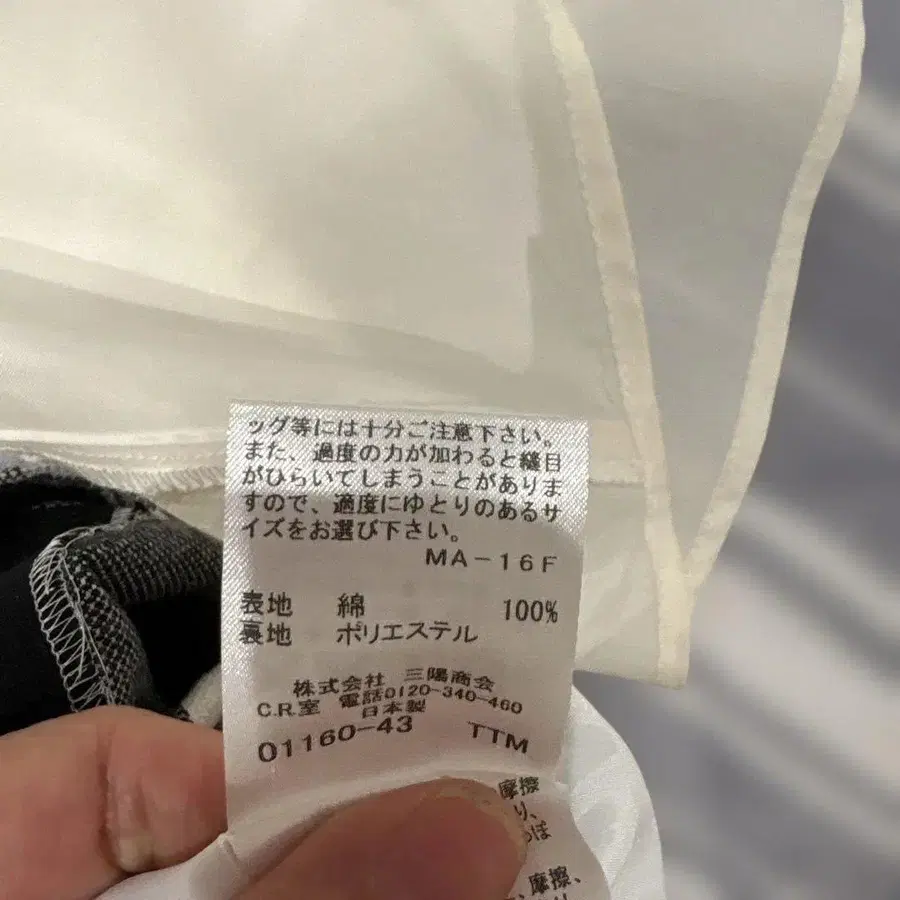 ッグ等には十分ご注意下さい。
また、過度の力が加わると縫目
がひらいてしまうことがありま
すので、適度にゆとりのあるサ
イズをお選び下さい。
MA-16F
表地 綿 100%
裏地 ポリエステル
株式会社 三陽商会
C.R.室 電話0120-340-460
日本製
01160-43 TTM
摩擦
り、
っぽ
、摩擦、